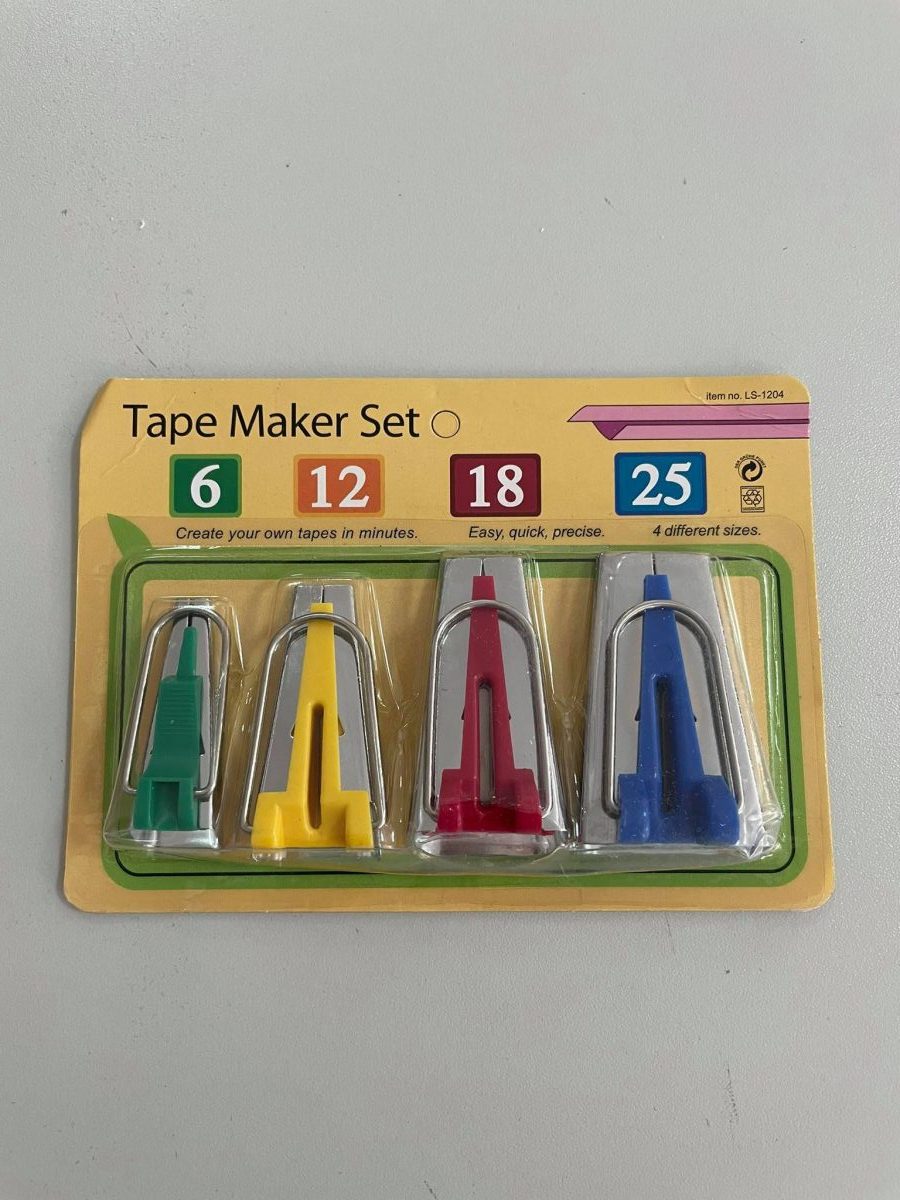 item no. LS-1204
Tape Maker Set
6 12 18 25
Create your own tapes in minutes. Easy, quick, precise. 4 different sizes.